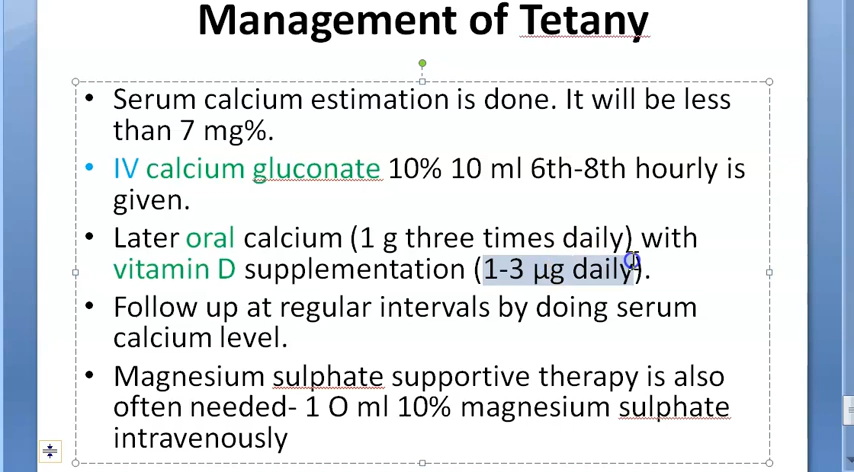 Management of Tetany
• Serum calcium estimation is done. It will be less
than 7 mg%.
• IV calcium gluconate 10% 10 ml 6th-8th hourly is
given.
• Later oral calcium (1 g three times daily) with
vitamin D supplementation (1-3 µg daily).
• Follow up at regular intervals by doing serum
calcium level.
• Magnesium sulphate supportive therapy is also
often needed- 1 O ml 10% magnesium sulphate
intravenously